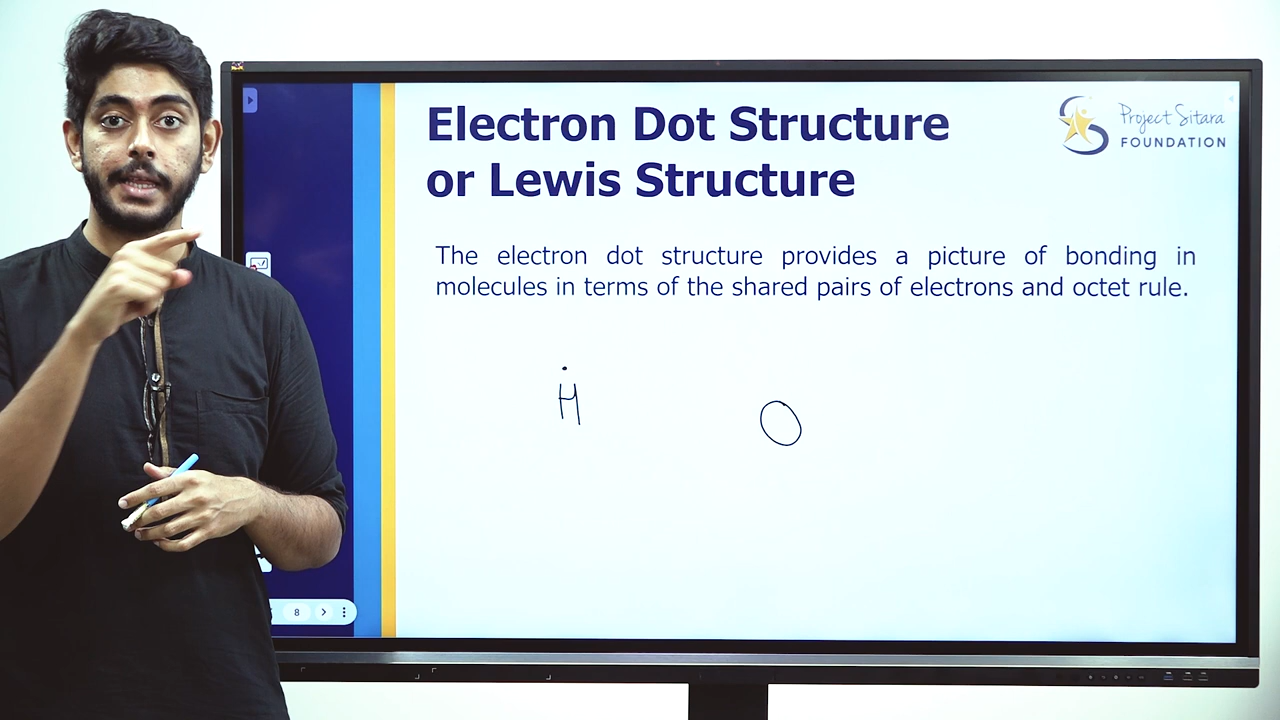 Electron Dot Structure
or Lewis Structure
Project Sitara
FOUNDATION
The electron dot structure provides a picture of bonding in
molecules in terms of the shared pairs of electrons and octet rule.
H O
8